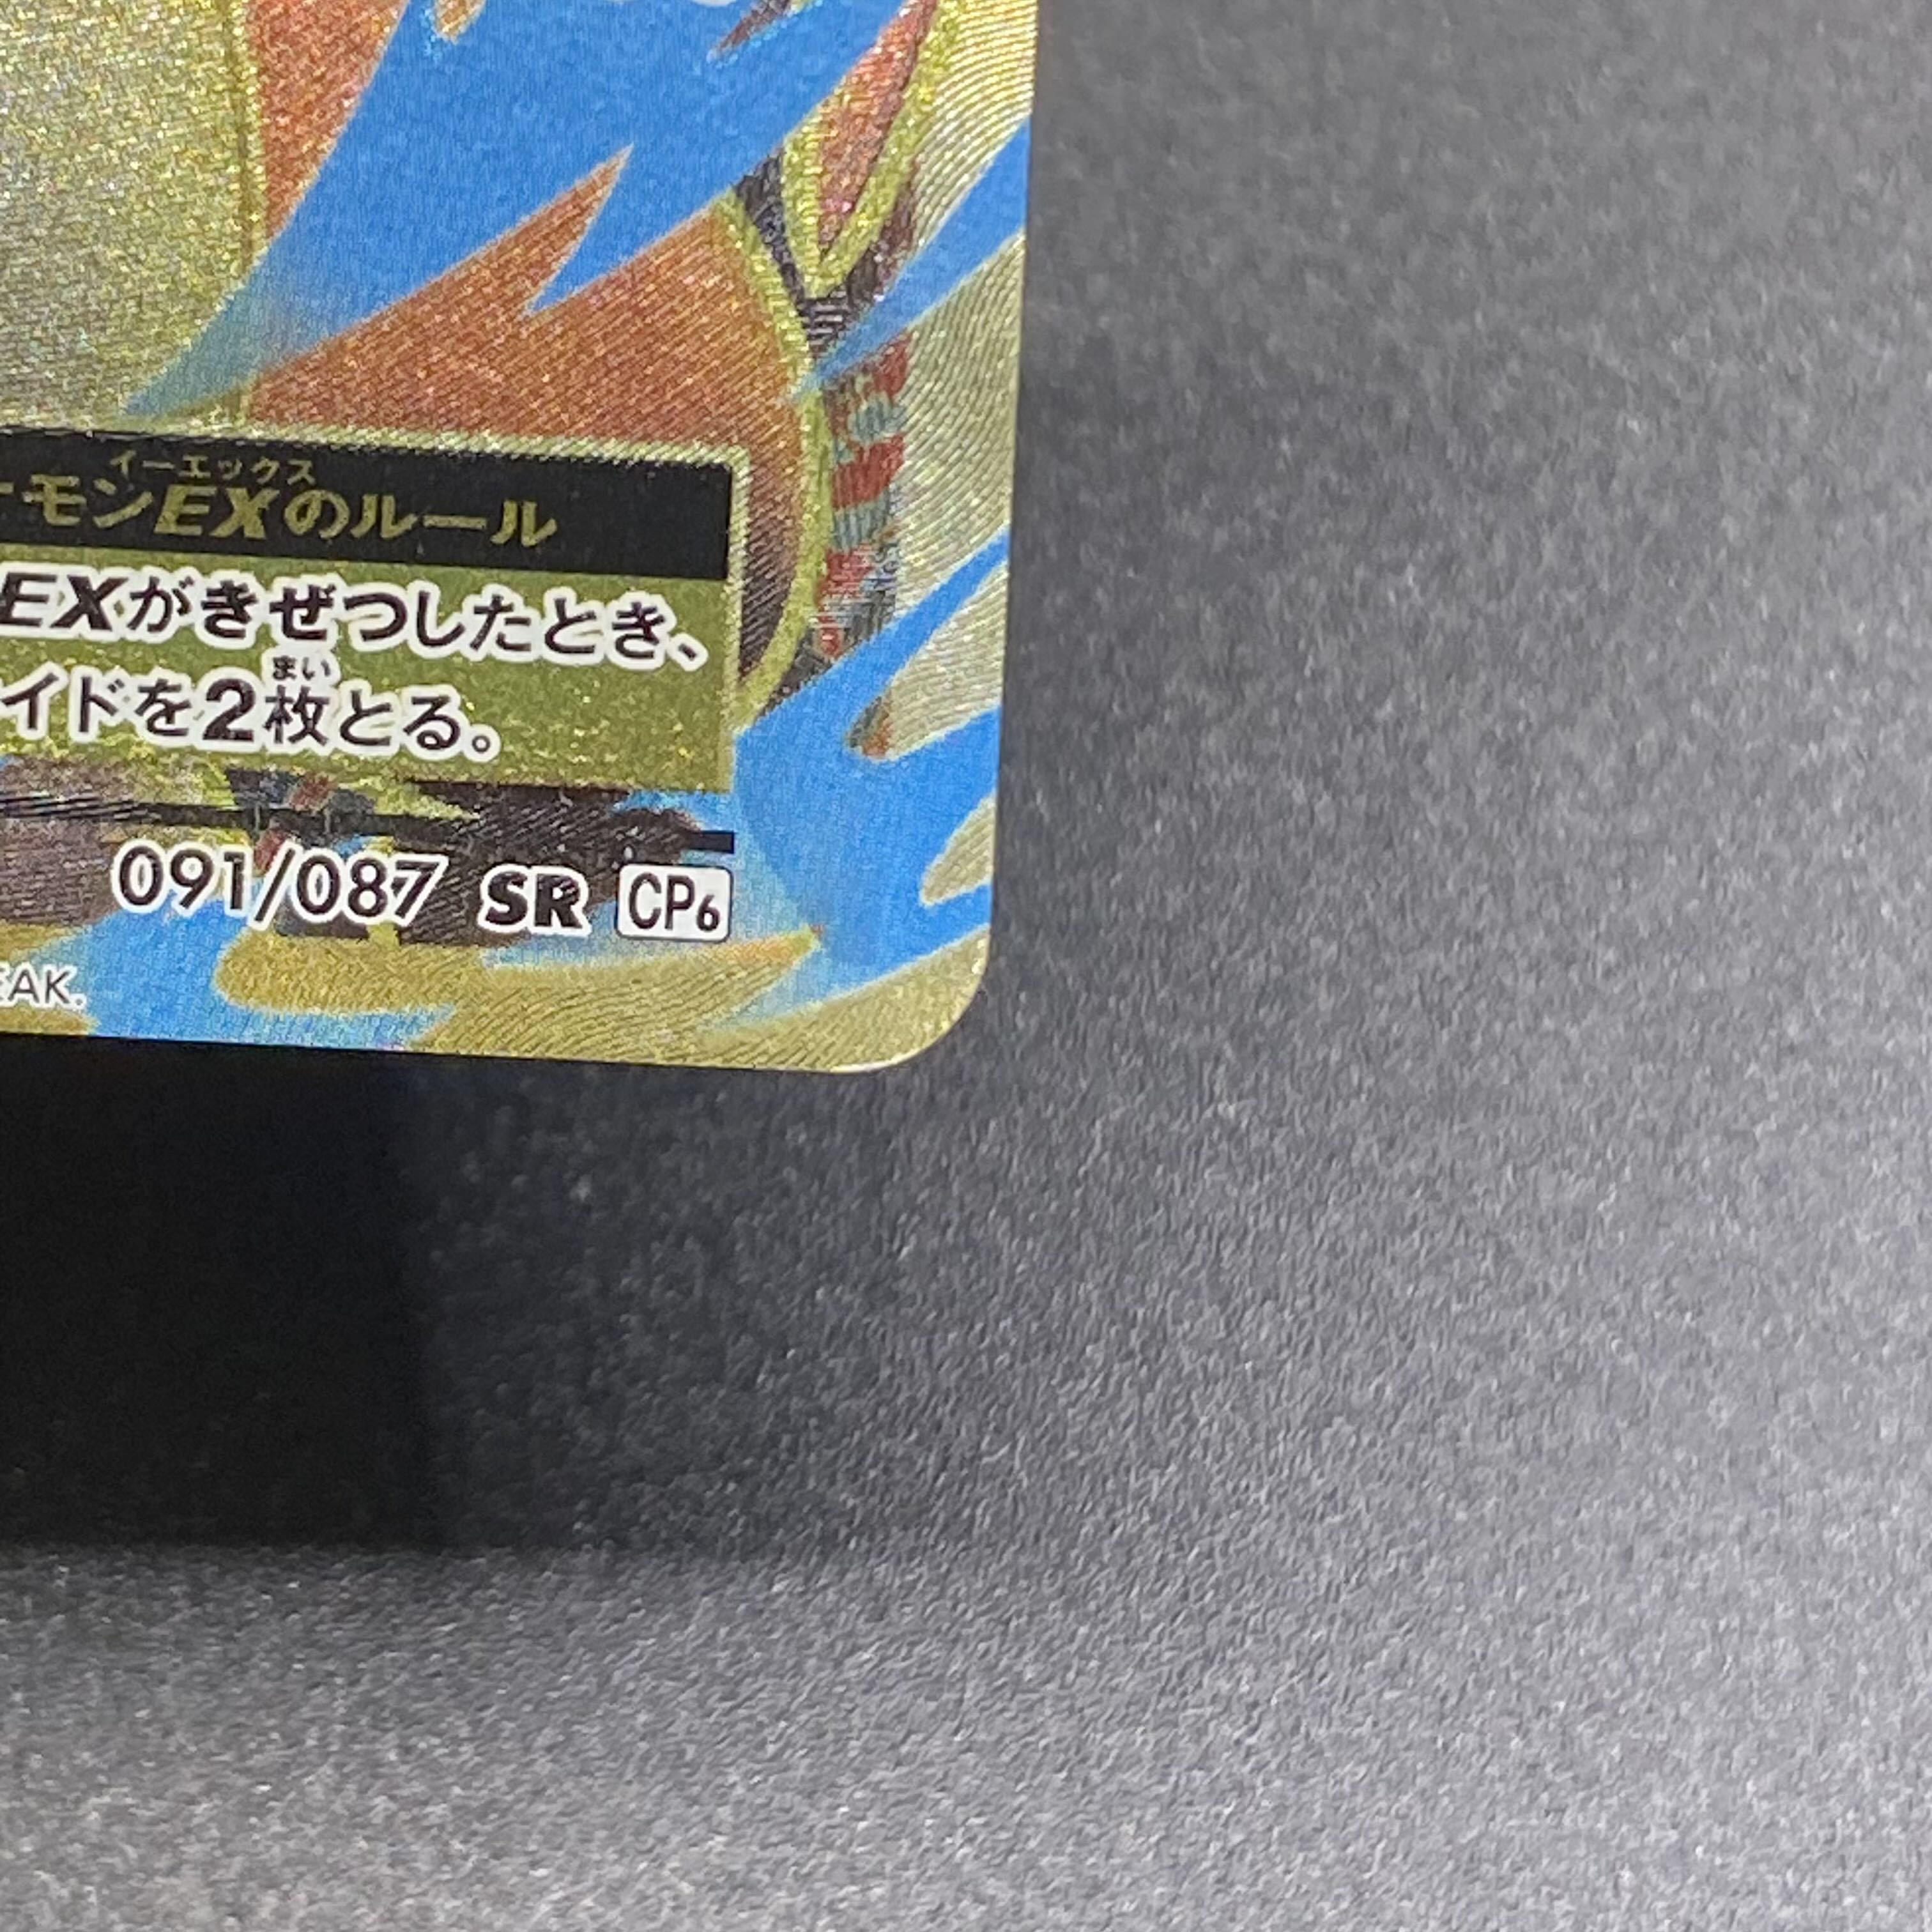 イーエックス
モンEXのルール
EXがきぜつしたとき、
まい
イドを2枚とる。
091/087 SR CP6
EAK.